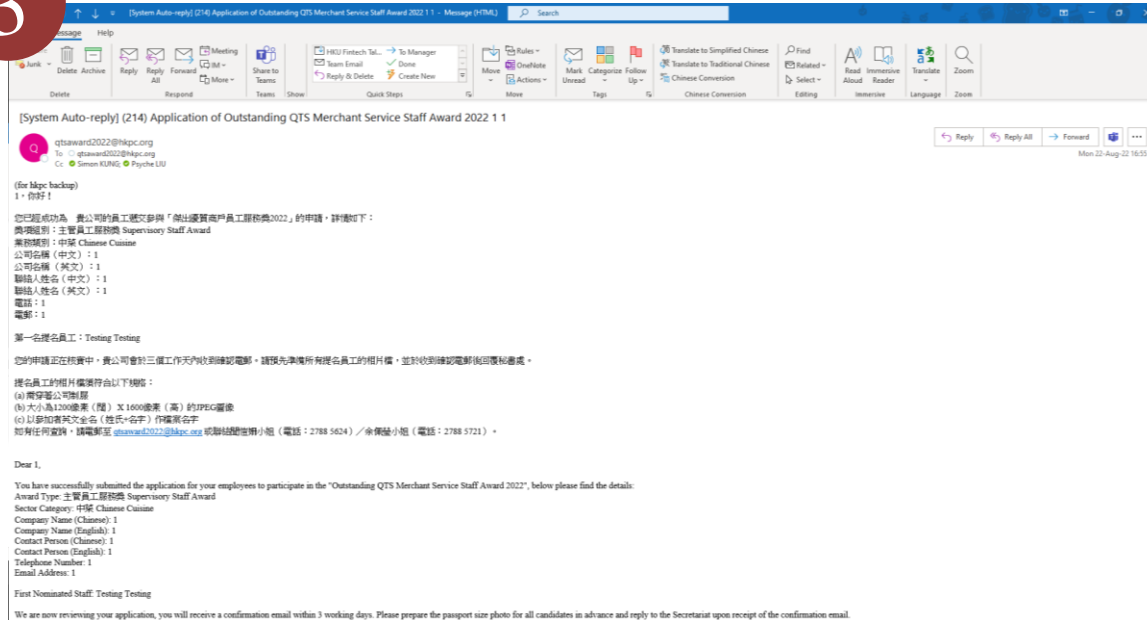 3
[System Auto-reply] (214) Application of Outstanding QTS Merchant Service Staff Award 2022 1 1 - Message (HTML)
Search
Message Help
Junk
Delete Archive
Reply Reply All Forward
Meeting
IM
More
Share to Teams
HKU Fintech Tal...
Team Email
Reply & Delete
To Manager
Done
Create New
Move
Rules
OneNote
Actions
Mark Unread Categorize Follow Up
Translate to Simplified Chinese
Translate to Traditional Chinese
Chinese Conversion
Find
Related
Select
Read Aloud Immersive Reader
Translate
Zoom
Delete Respond Teams Show Quick Steps Move Tags Chinese Conversion Editing Immersive Language Zoom
[System Auto-reply] (214) Application of Outstanding QTS Merchant Service Staff Award 2022 1 1
Q
qtsaward2022@hkpc.org
To qtsaward2022@hkpc.org
Cc Simon KUNG; Psyche LIU
Reply Reply All Forward
Mon 22-Aug-22 16:55
(for hkpc backup)
1，你好！
您已經成功為 貴公司的員工遞交參與「傑出優質商戶員工服務獎2022」的申請，詳情如下：
獎項組別：主管員工服務獎 Supervisory Staff Award
業務類別：中菜 Chinese Cuisine
公司名稱（中文）：1
公司名稱（英文）：1
聯絡人姓名（中文）：1
聯絡人姓名（英文）：1
電話：1
電郵：1
第一名提名員工：Testing Testing
您的申請正在核實中，貴公司會於三個工作天內收到確認電郵。請預先準備所有提名員工的相片檔，並於收到確認電郵後回覆秘書處。
提名員工的相片檔須符合以下規格：
(a) 需穿著公司制服
(b) 大小為1200像素（闊） X 1600像素（高）的JPEG圖像
(c) 以參加者英文全名（姓氏+名字）作檔案名字
如有任何查詢，請電郵至 qtsaward2022@hkpc.org 或聯絡關愷姍小姐（電話：2788 5624）／余佩瑩小姐（電話：2788 5721）。
Dear 1,
You have successfully submitted the application for your employees to participate in the "Outstanding QTS Merchant Service Staff Award 2022", below please find the details:
Award Type: 主管員工服務獎 Supervisory Staff Award
Sector Category: 中菜 Chinese Cuisine
Company Name (Chinese): 1
Company Name (English): 1
Contact Person (Chinese): 1
Contact Person (English): 1
Telephone Number: 1
Email Address: 1
First Nominated Staff: Testing Testing
We are now reviewing your application, you will receive a confirmation email within 3 working days. Please prepare the passport size photo for all candidates in advance and reply to the Secretariat upon receipt of the confirmation email.